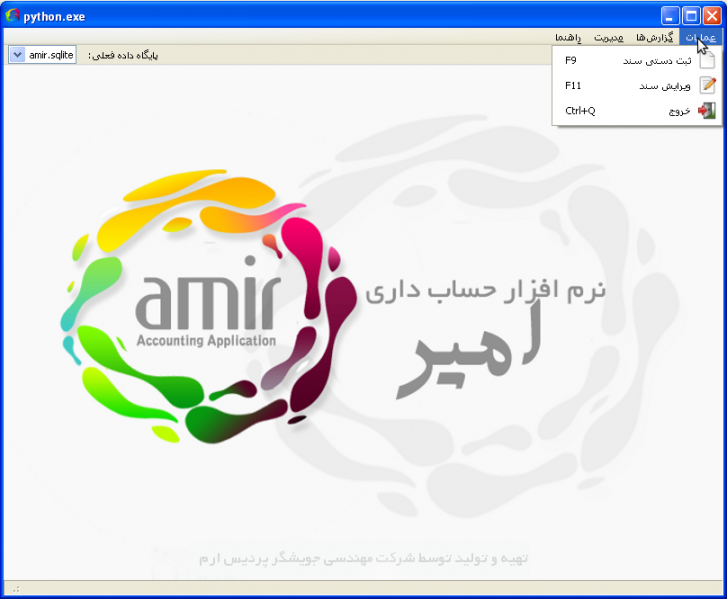 python.exe
عملیات گزارش‌ها مدیریت راهنما
پایگاه داده فعلی: amir.sqlite
ثبت دستی سند F9
ویرایش سند F11
خروج Ctrl+Q
amir
Accounting Application
نرم افزار حساب داری
امیر
تهیه و تولید توسط شرکت مهندسی جویشگر پردیس ارم